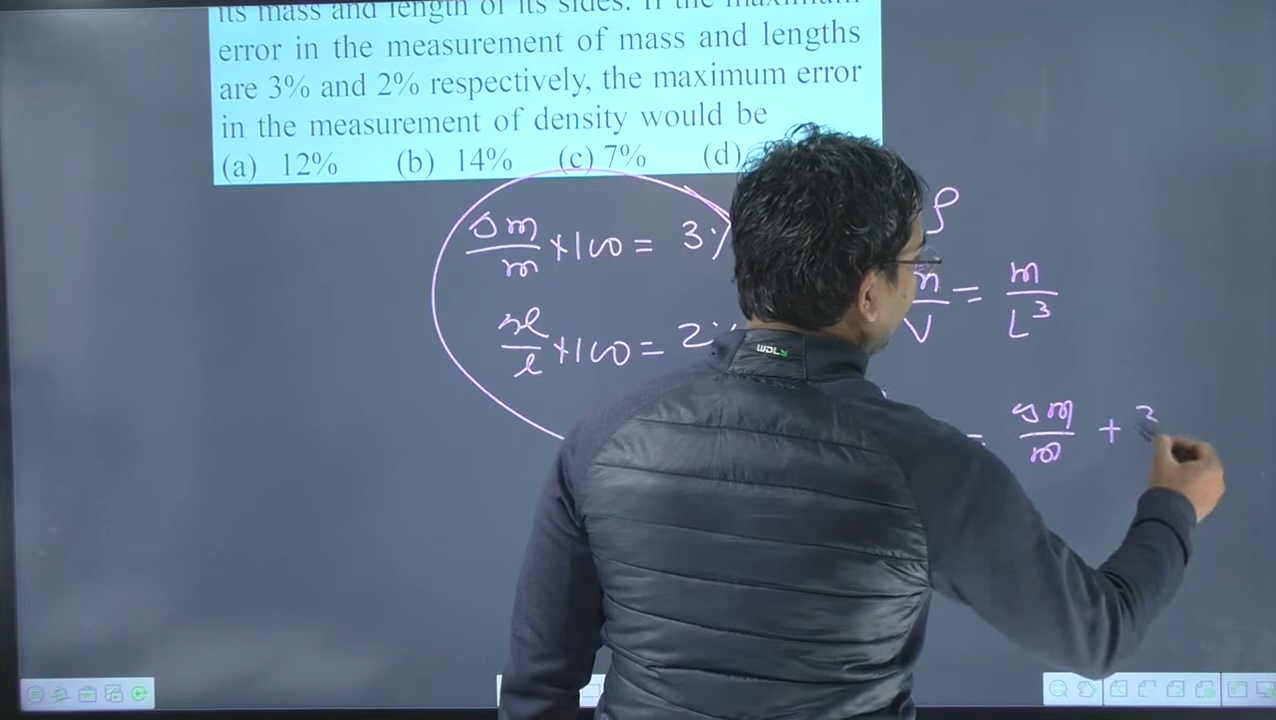 its mass and length of its sides. If the maximum
error in the measurement of mass and lengths
are 3% and 2% respectively, the maximum error
in the measurement of density would be
(a) 12% (b) 14% (c) 7% (d)
ρ
Δm/m × 100 = 3%
m/V = m/L³
Δl/l × 100 = 2%
= Δm/m + 3
WDLY